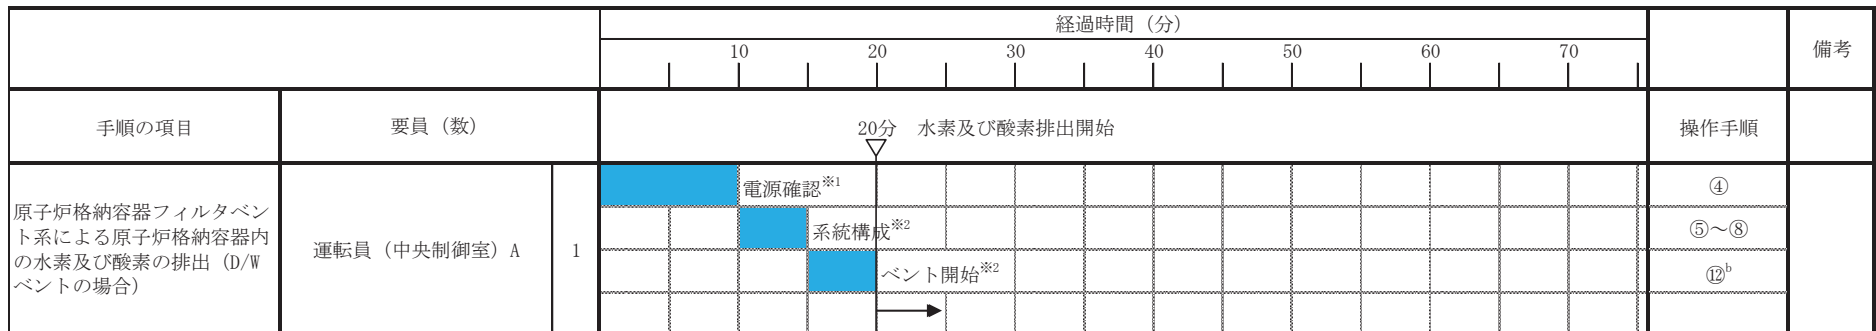 経過時間（分）
備考
10 20 30 40 50 60 70
手順の項目
要員（数）
20分 水素及び酸素排出開始
操作手順
原子炉格納容器フィルタベン
ト系による原子炉格納容器内
の水素及び酸素の排出（D/W
ベントの場合）
運転員（中央制御室）A
1
電源確認※1
④
系統構成※2
⑤～⑧
ベント開始※2
⑫b